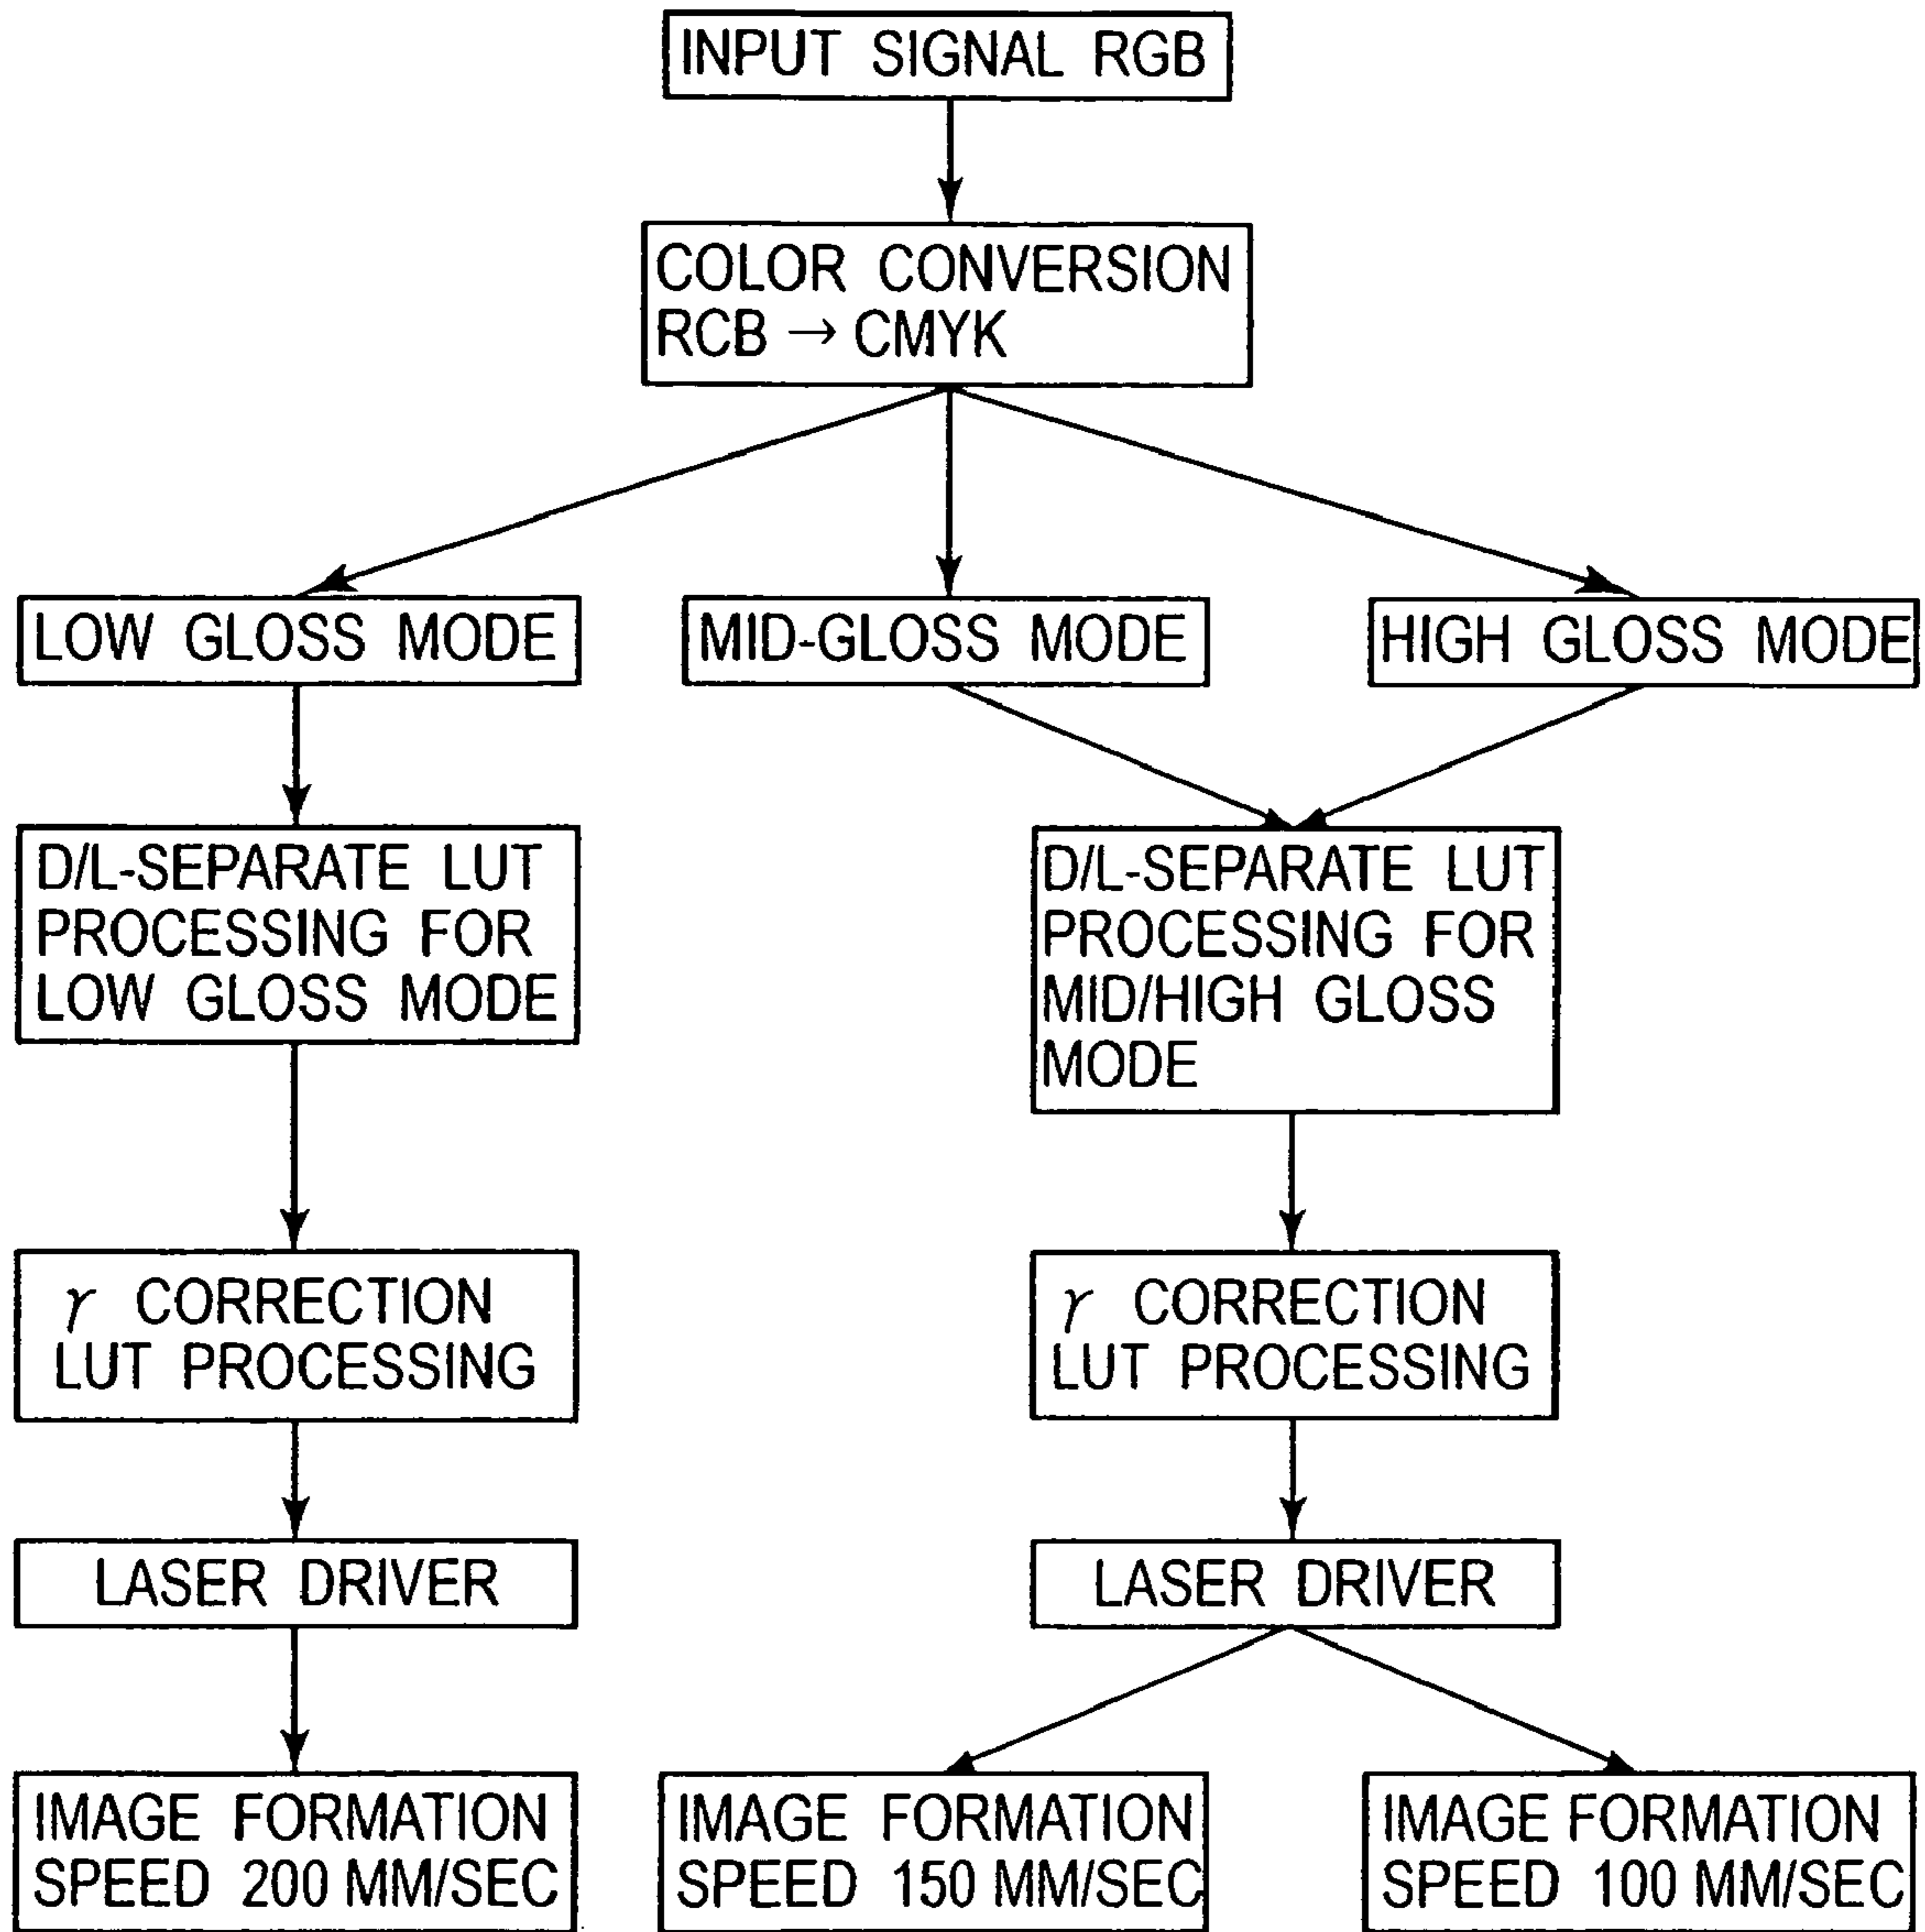 INPUT SIGNAL RGB
COLOR CONVERSION
RCB → CMYK
LOW GLOSS MODE
MID-GLOSS MODE
HIGH GLOSS MODE
D/L-SEPARATE LUT
PROCESSING FOR
LOW GLOSS MODE
D/L-SEPARATE LUT
PROCESSING FOR
MID/HIGH GLOSS
MODE
γ CORRECTION
LUT PROCESSING
γ CORRECTION
LUT PROCESSING
LASER DRIVER
LASER DRIVER
IMAGE FORMATION
SPEED 200 MM/SEC
IMAGE FORMATION
SPEED 150 MM/SEC
IMAGE FORMATION
SPEED 100 MM/SEC